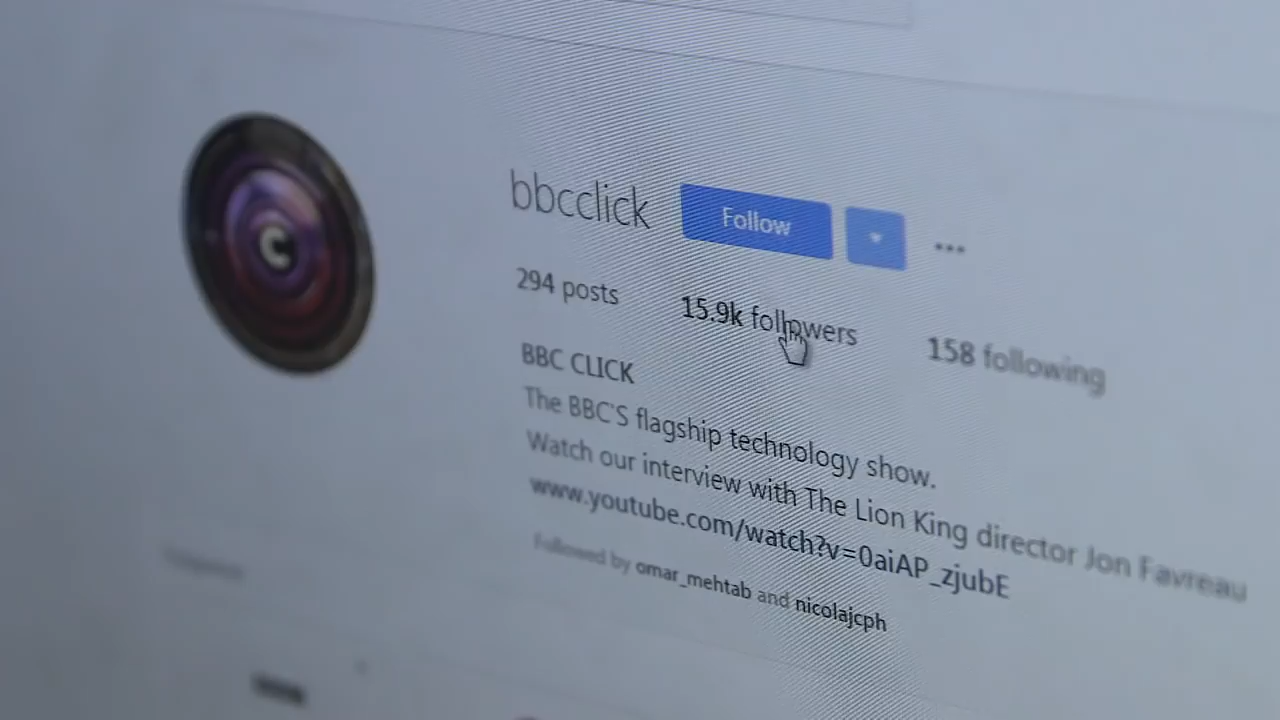 C
bbcclick Follow
294 posts 15.9k followers 158 following
BBC CLICK
The BBC'S flagship technology show.
Watch our interview with The Lion King director Jon Favreau
www.youtube.com/watch?v=0aiAP_zjubE
Followed by omar_mehtab and nicolajcph